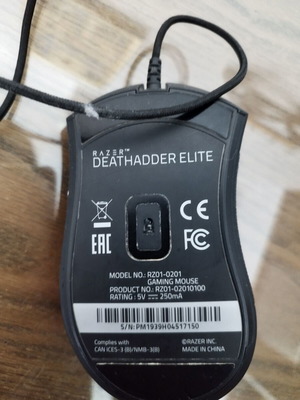 RAZER™
DEATHADDER ELITE
CE
EAC
FC
MODEL NO.: RZ01-0201
GAMING MOUSE
PRODUCT NO.: RZ01-02010100
RATING : 5V ⎓ 250mA
S/N: PM1939H04517150
Complies with
CAN ICES-3 (B)/NMB-3(B)
©RAZER INC.
MADE IN CHINA